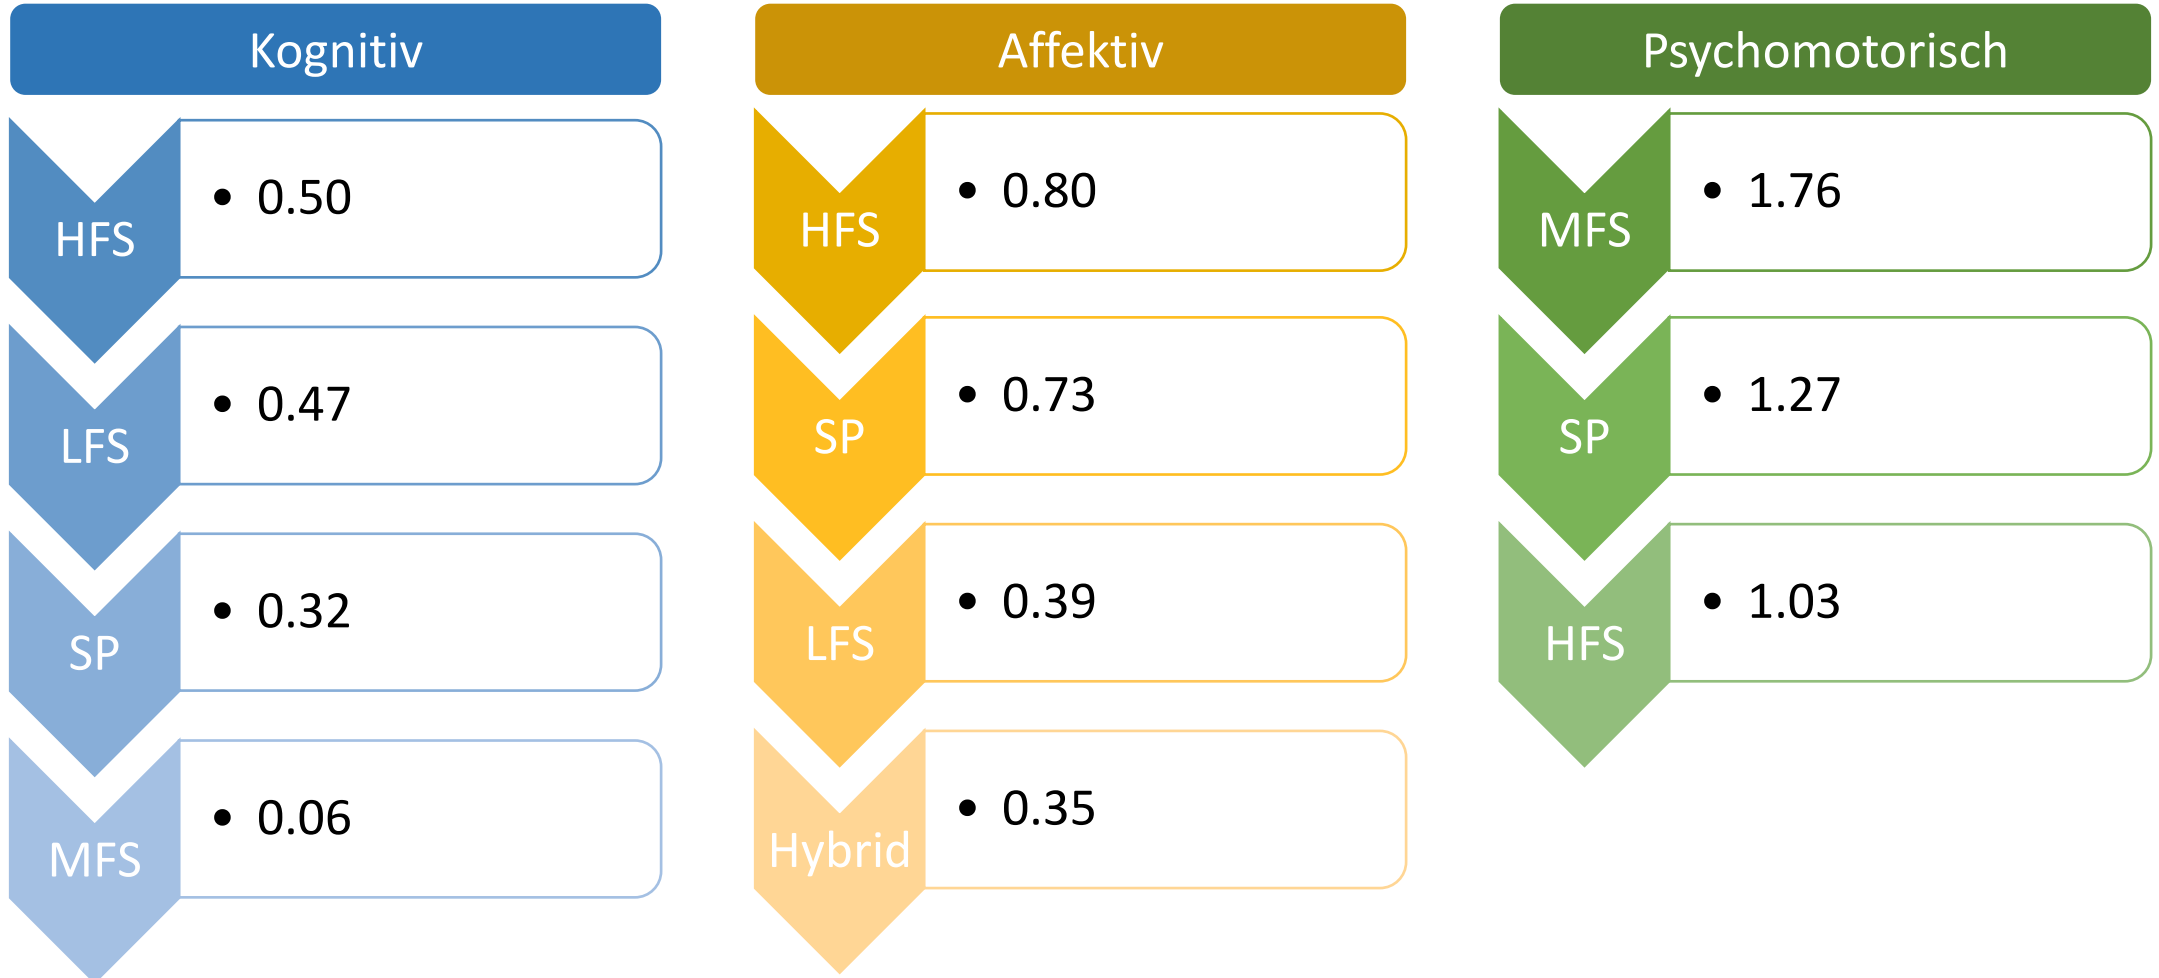 Kognitiv
HFS
• 0.50
LFS
• 0.47
SP
• 0.32
MFS
• 0.06
Affektiv
HFS
• 0.80
SP
• 0.73
LFS
• 0.39
Hybrid
• 0.35
Psychomotorisch
MFS
• 1.76
SP
• 1.27
HFS
• 1.03